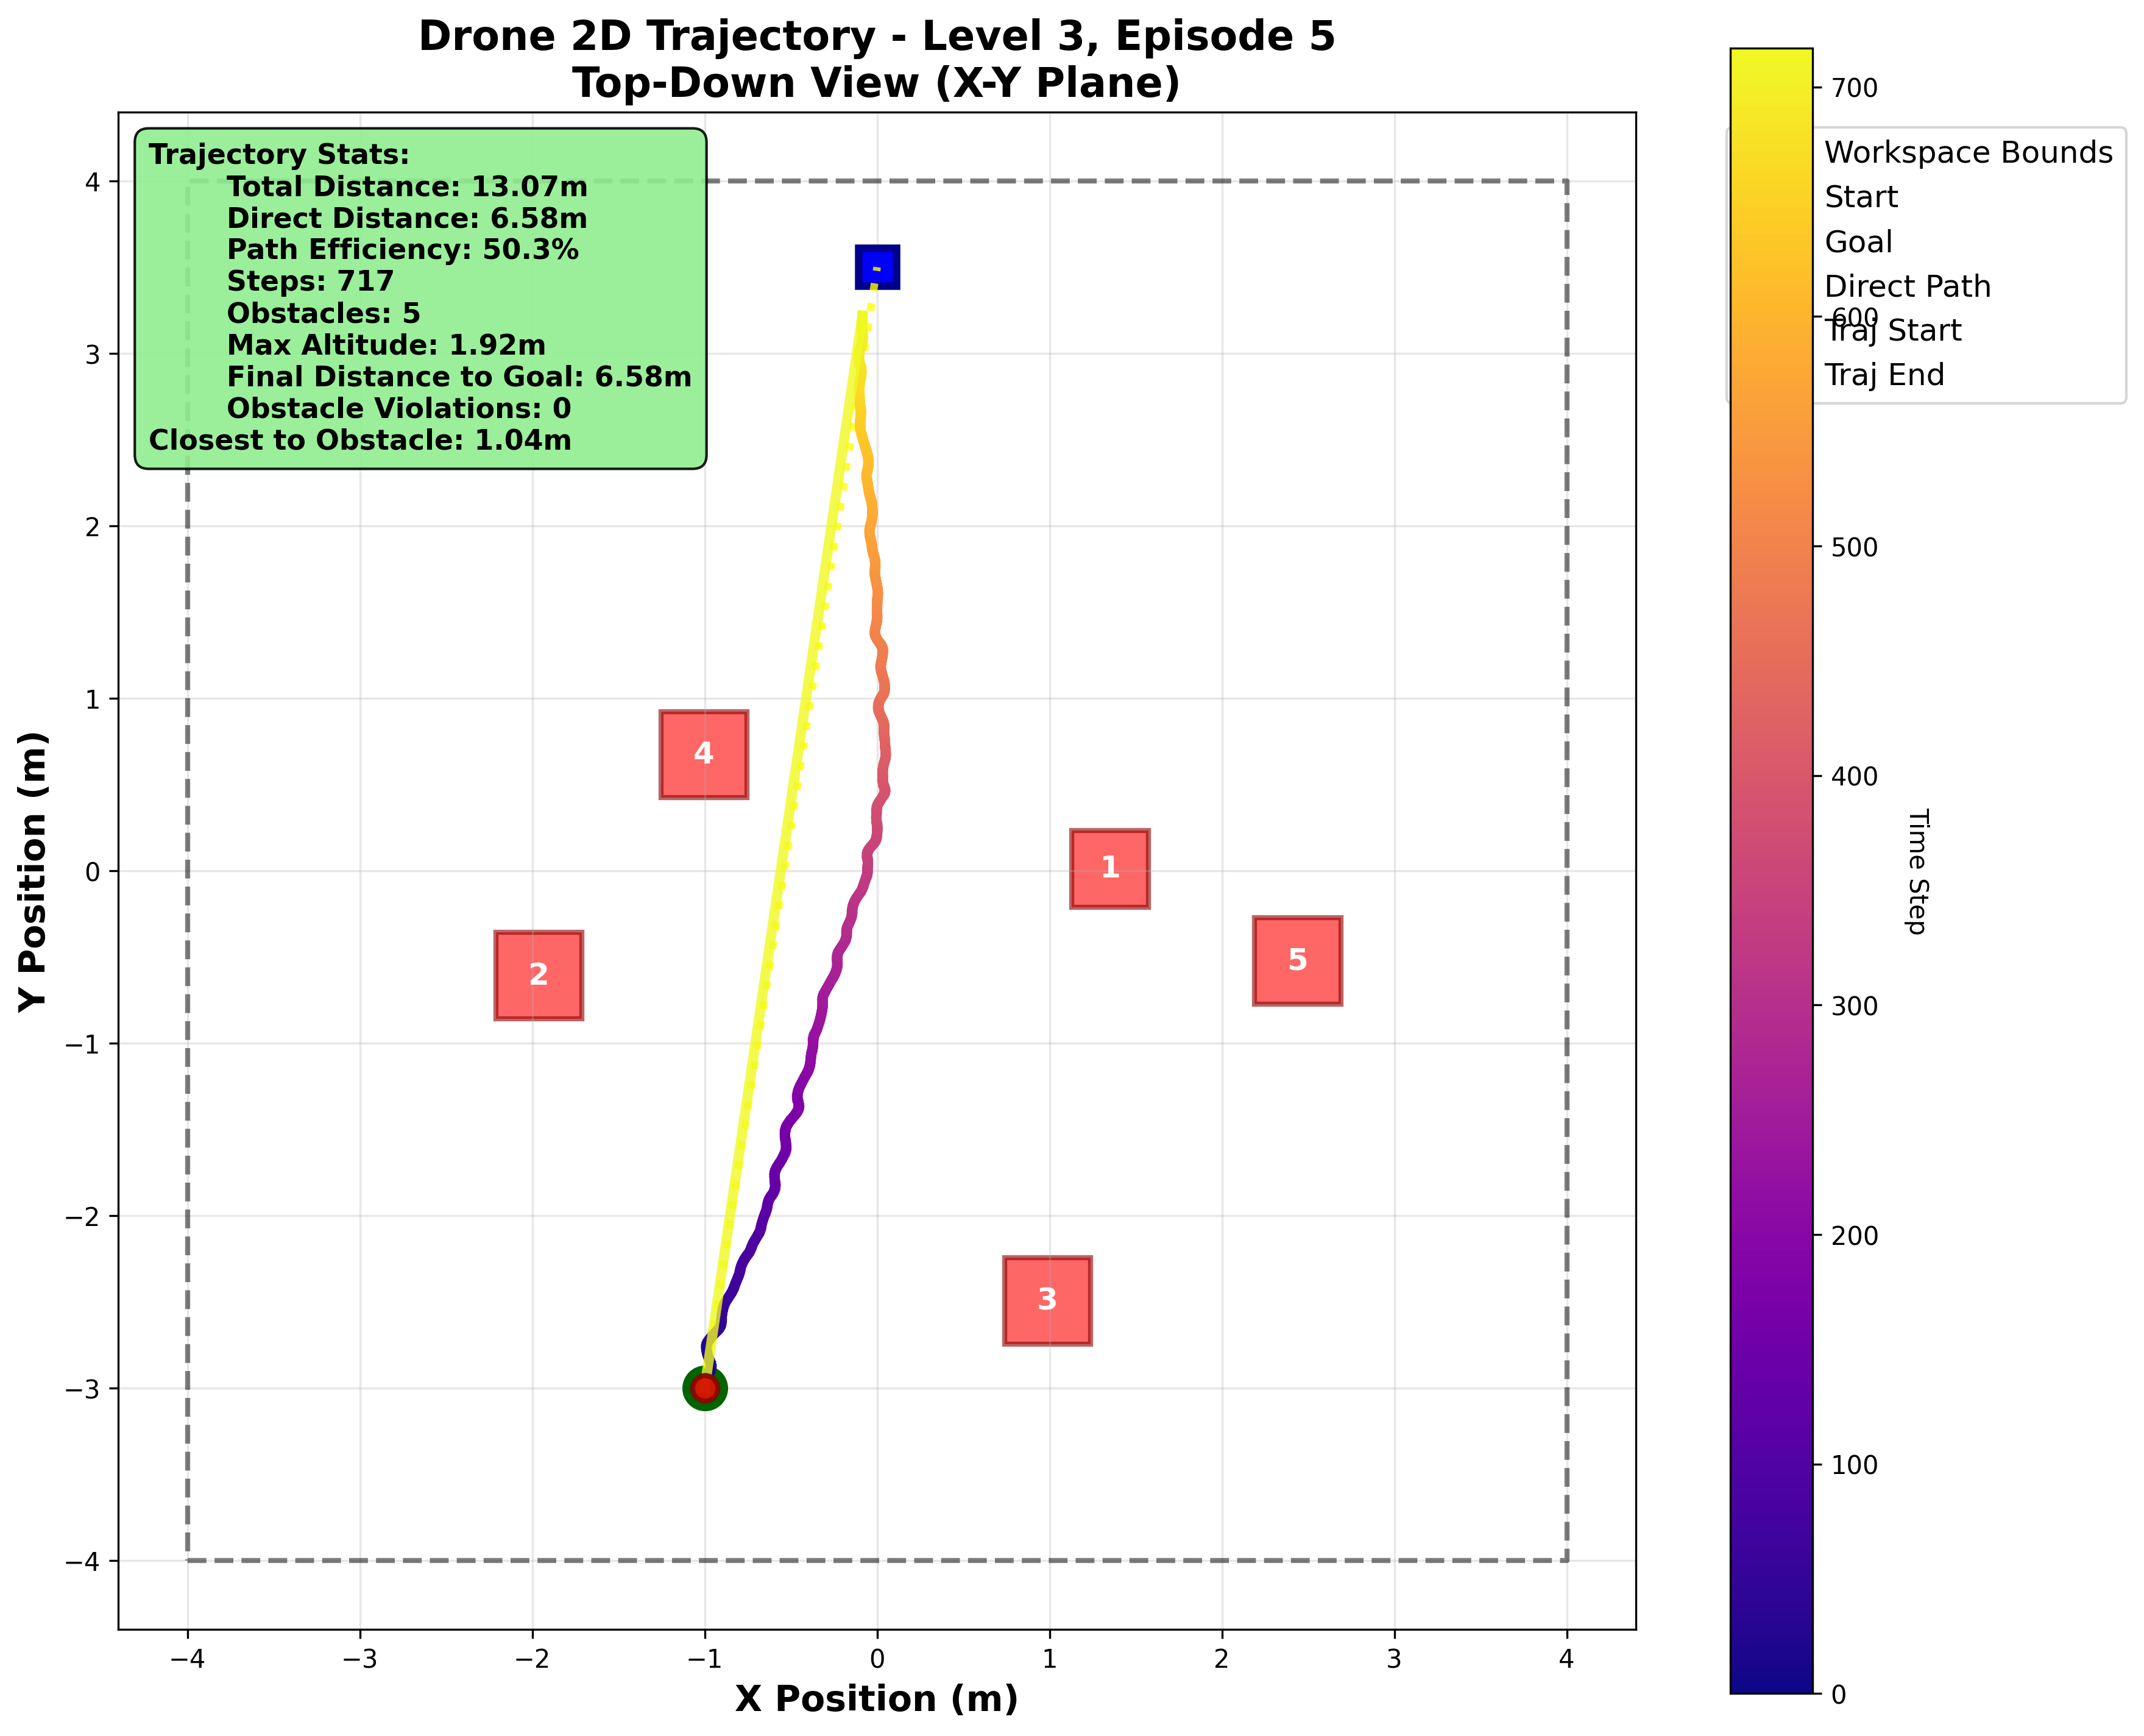 Drone 2D Trajectory - Level 3, Episode 5
Top-Down View (X-Y Plane)
Trajectory Stats:
Total Distance: 13.07m
Direct Distance: 6.58m
Path Efficiency: 50.3%
Steps: 717
Obstacles: 5
Max Altitude: 1.92m
Final Distance to Goal: 6.58m
Obstacle Violations: 0
Closest to Obstacle: 1.04m
4
3
2
1
0
−1
−2
−3
−4
Y Position (m)
4
1
2
5
3
−4
−3
−2
−1
0
1
2
3
4
X Position (m)
Workspace Bounds
Start
Goal
Direct Path
Traj Start
Traj End
700
600
500
400
300
200
100
0
Time Step